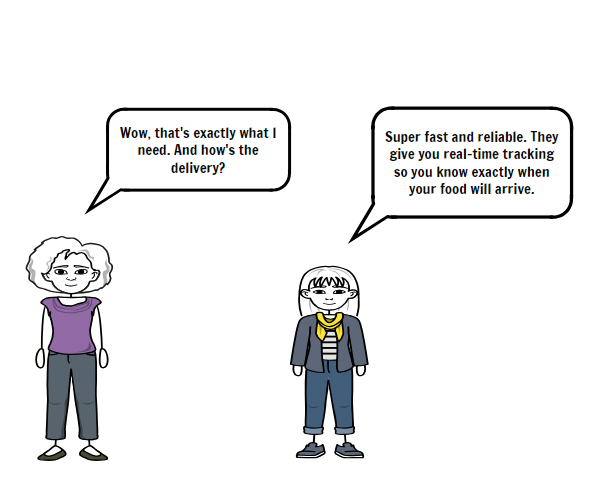 Wow, that's exactly what I
need. And how's the
delivery?
Super fast and reliable. They
give you real-time tracking
so you know exactly when
your food will arrive.